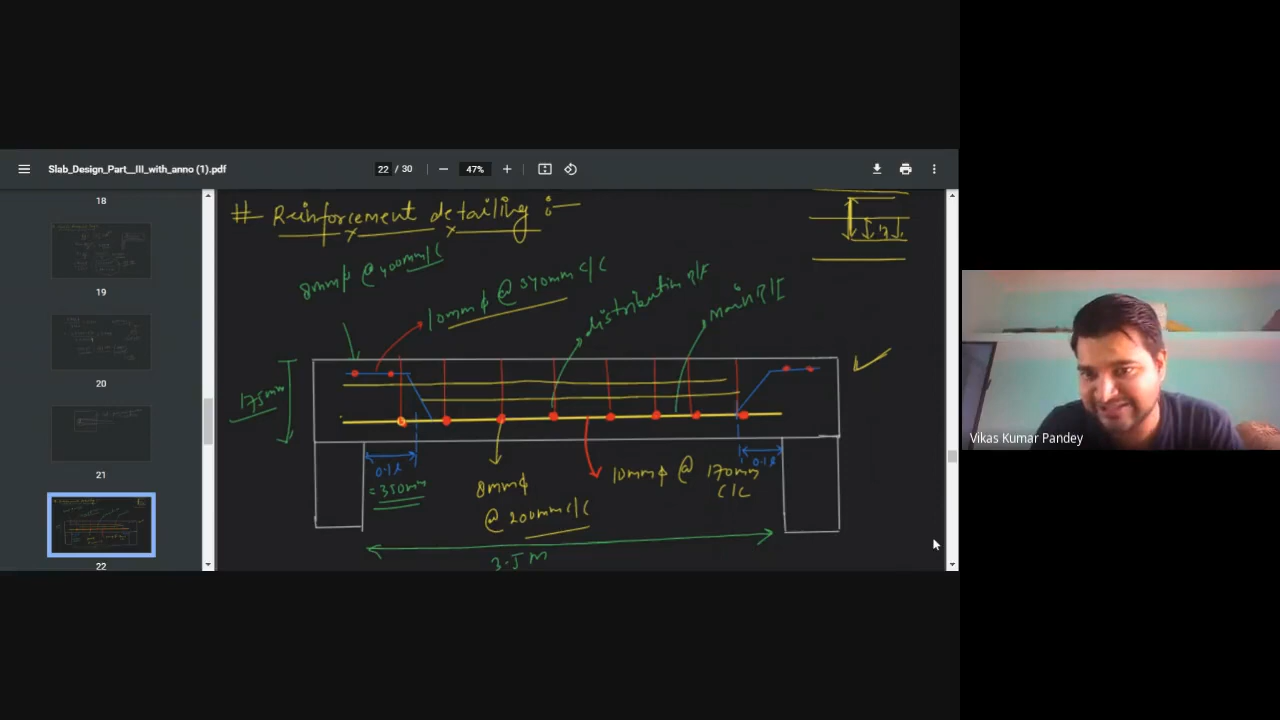 Slab_Design_Part__III_with_anno (1).pdf
22 / 30
47%
18
19
20
21
22
# Reinforcement detailing :-
8mmϕ @ 400mm C/C
10mmϕ @ 340mm C/C
distribution R/F
main R/F
175mm
0.1l
= 350mm
0.1l
8mmϕ
@ 200mm C/C
10mmϕ @ 170mm
C/C
3.5 m
Vikas Kumar Pandey